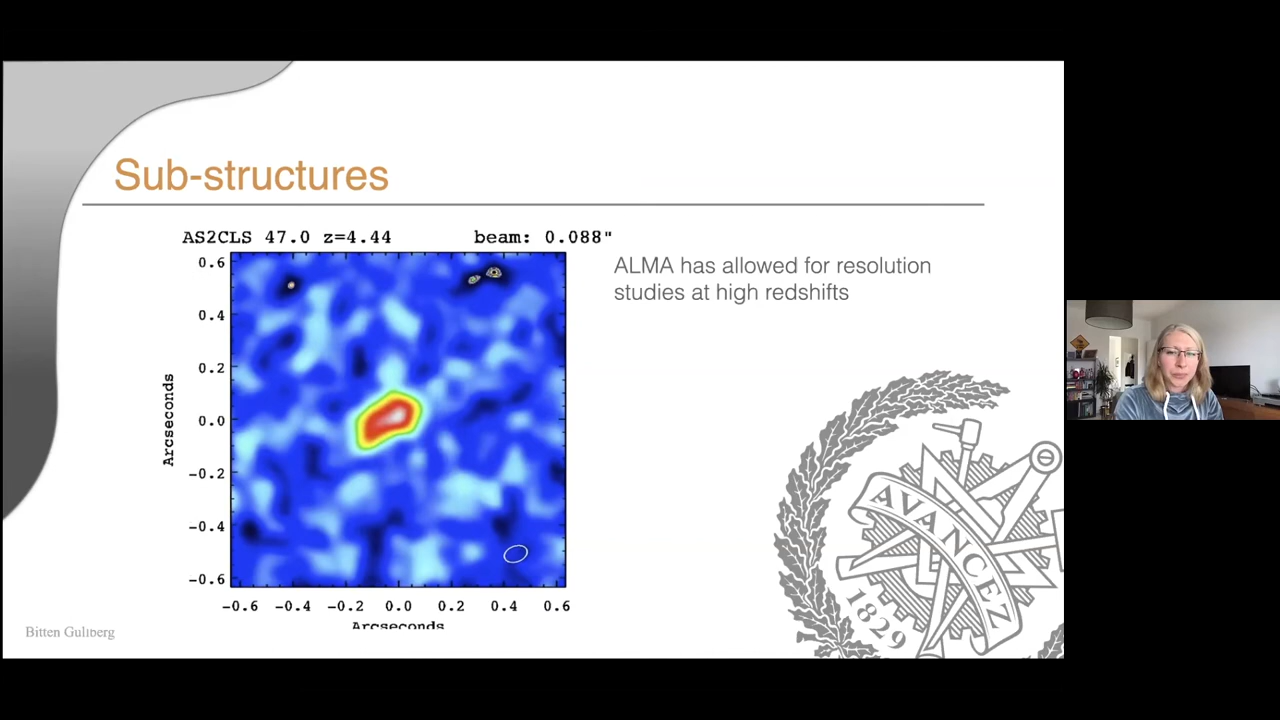 Sub-structures
AS2CLS 47.0 z=4.44 beam: 0.088"
ALMA has allowed for resolution
studies at high redshifts
0.6
0.4
0.2
0.0
-0.2
-0.4
-0.6
Arcseconds
-0.6 -0.4 -0.2 0.0 0.2 0.4 0.6
Arcseconds
AVANCEZ
1829
Bitten Gullberg